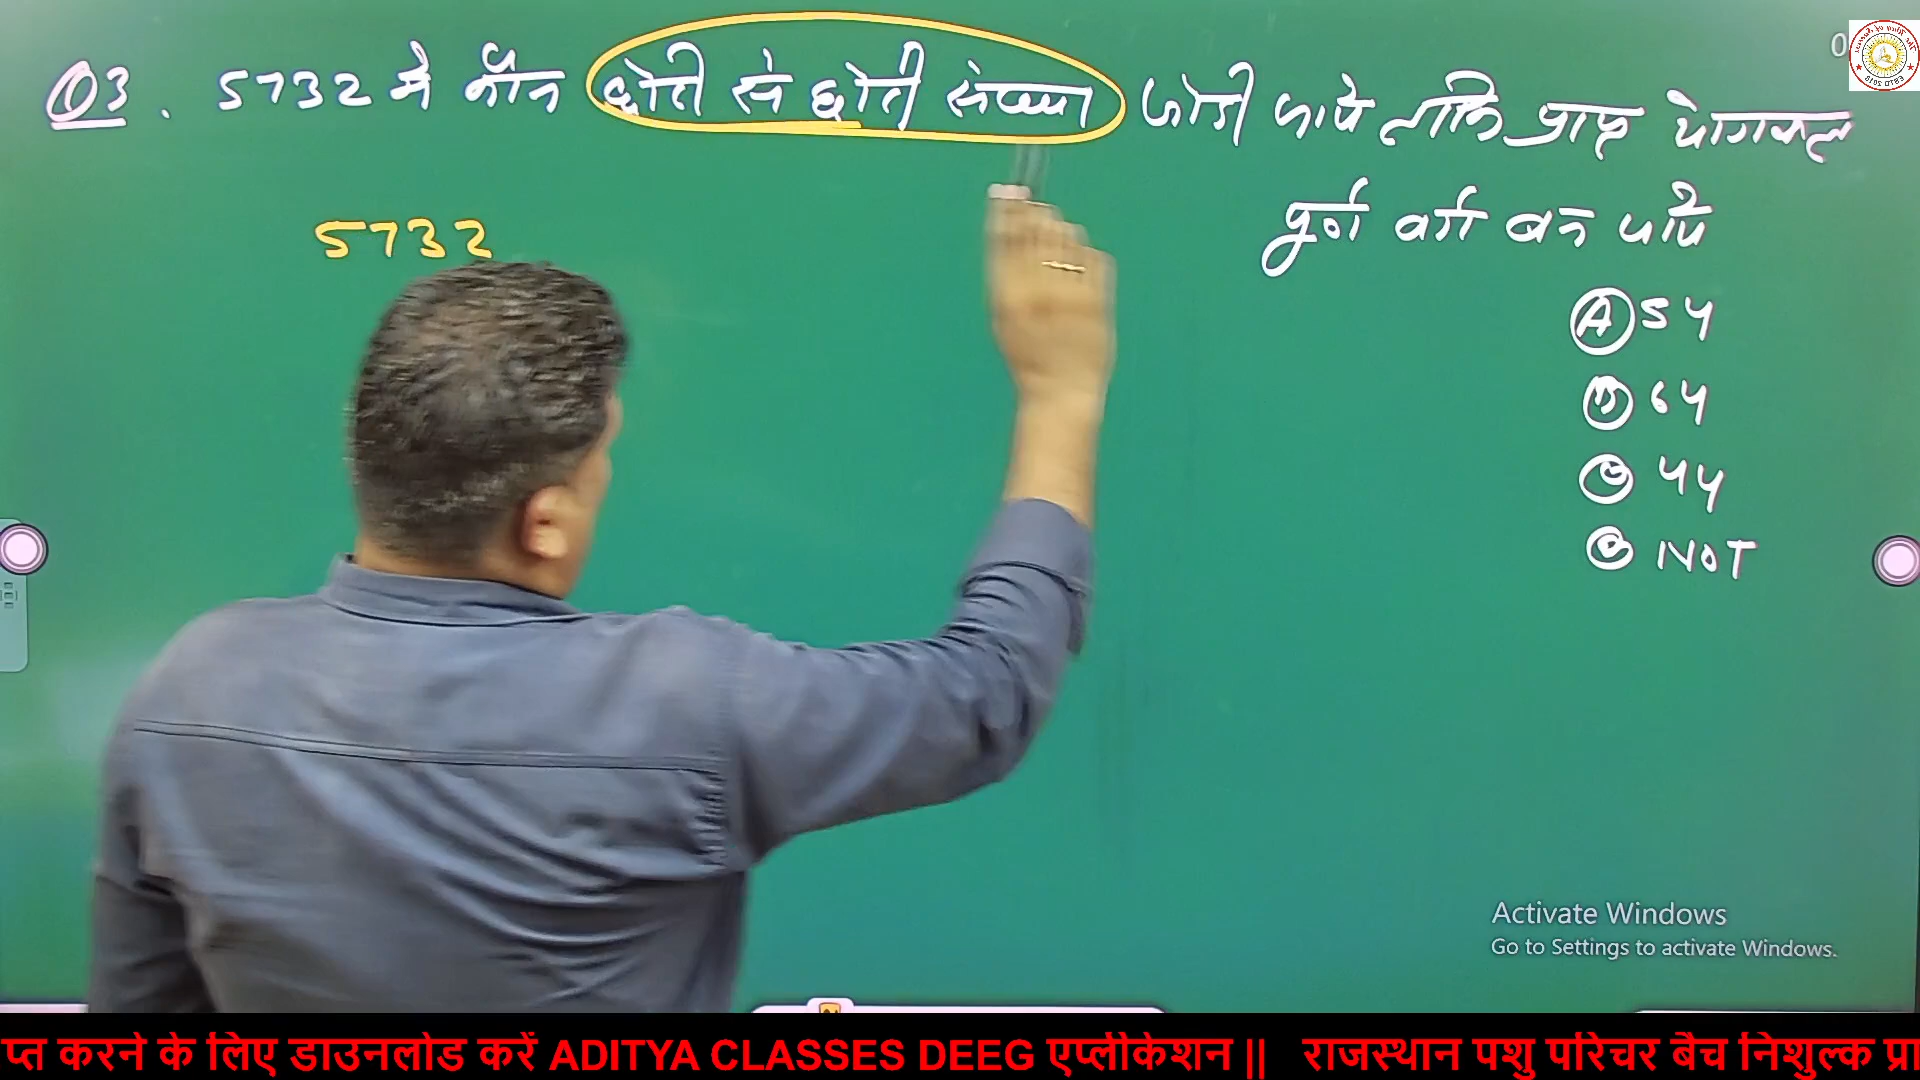 Q3. 5732 मे कौन छोटी से छोटी संख्या जोडी जाये ताकि प्राप्त योगफल
पूर्ण वर्ग बन जाये
5732
A 54
B 64
C 44
D NOT
Activate Windows
Go to Settings to activate Windows.
प्त करने के लिए डाउनलोड करें ADITYA CLASSES DEEG एप्लीकेशन || राजस्थान पशु परिचर बैच निशुल्क प्रा